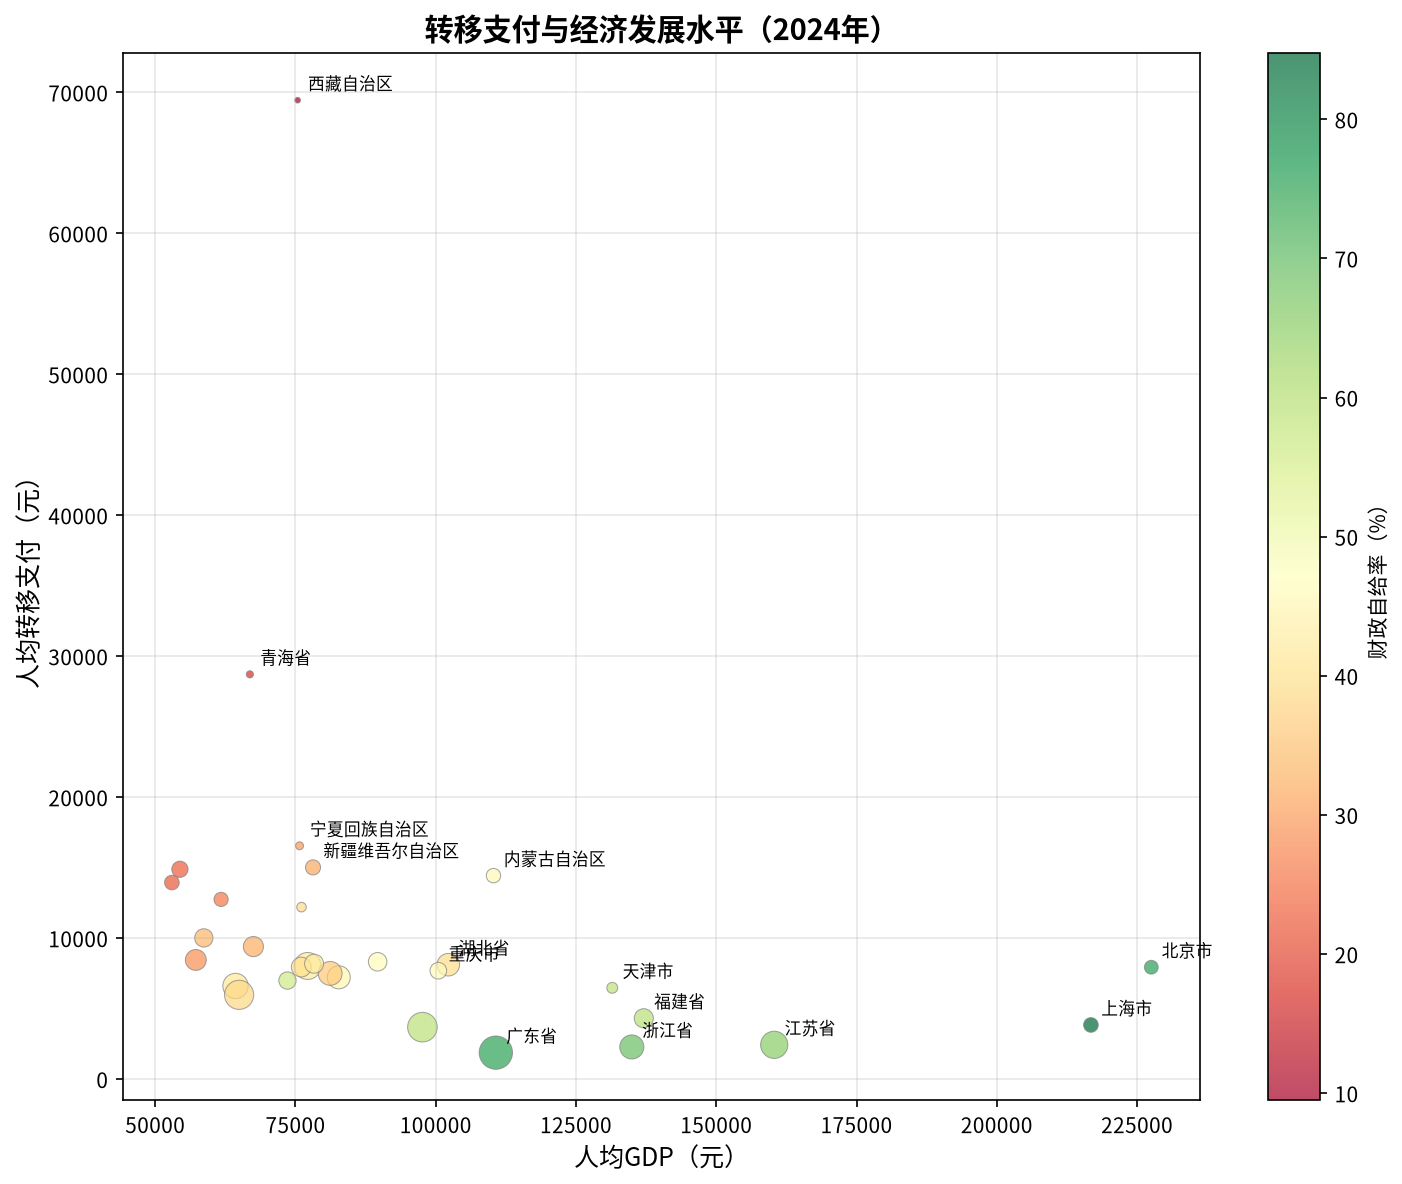 转移支付与经济发展水平（2024年）
人均转移支付（元）
70000
60000
50000
40000
30000
20000
10000
0
西藏自治区
青海省
宁夏回族自治区
新疆维吾尔自治区
内蒙古自治区
湖北省
重庆市
北京市
天津市
福建省
上海市
浙江省
江苏省
广东省
50000
75000
100000
125000
150000
175000
200000
225000
人均GDP（元）
80
70
60
50
40
30
20
10
财政自给率（%）